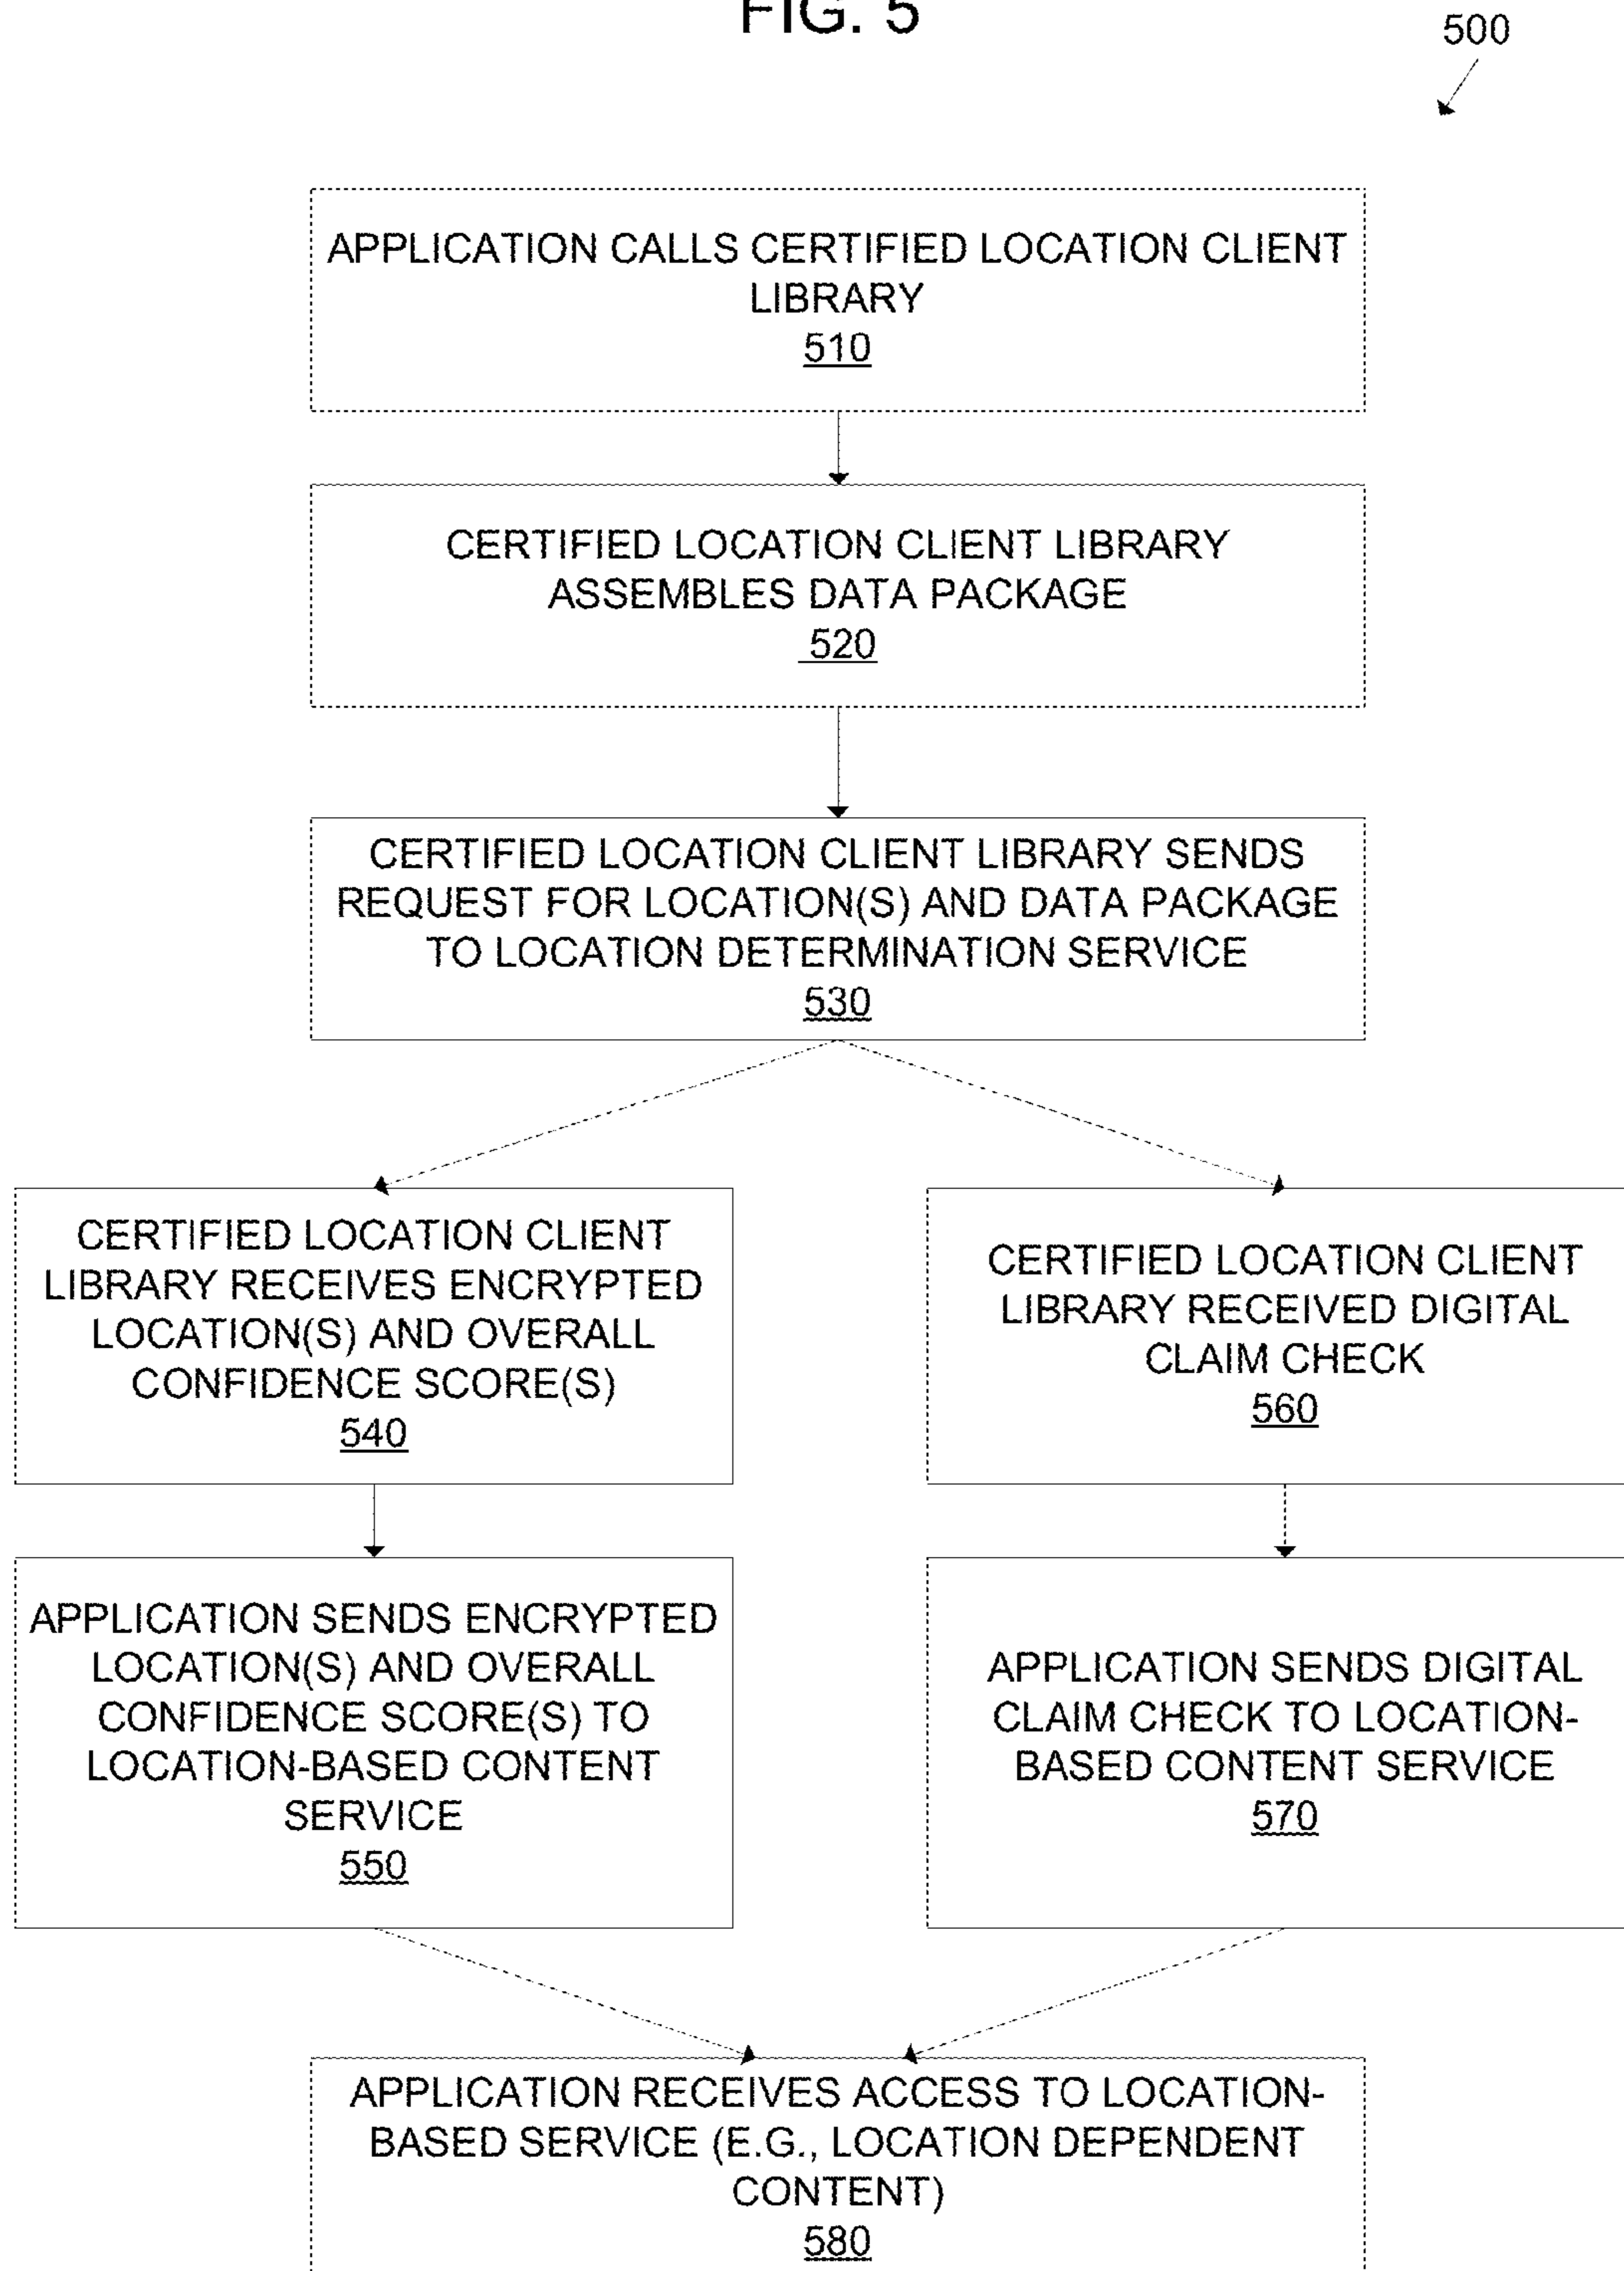 FIG. 5
500
APPLICATION CALLS CERTIFIED LOCATION CLIENT
LIBRARY
510
CERTIFIED LOCATION CLIENT LIBRARY
ASSEMBLES DATA PACKAGE
520
CERTIFIED LOCATION CLIENT LIBRARY SENDS
REQUEST FOR LOCATION(S) AND DATA PACKAGE
TO LOCATION DETERMINATION SERVICE
530
CERTIFIED LOCATION CLIENT
LIBRARY RECEIVES ENCRYPTED
LOCATION(S) AND OVERALL
CONFIDENCE SCORE(S)
540
CERTIFIED LOCATION CLIENT
LIBRARY RECEIVED DIGITAL
CLAIM CHECK
560
APPLICATION SENDS ENCRYPTED
LOCATION(S) AND OVERALL
CONFIDENCE SCORE(S) TO
LOCATION-BASED CONTENT
SERVICE
550
APPLICATION SENDS DIGITAL
CLAIM CHECK TO LOCATION-
BASED CONTENT SERVICE
570
APPLICATION RECEIVES ACCESS TO LOCATION-
BASED SERVICE (E.G., LOCATION DEPENDENT
CONTENT)
580